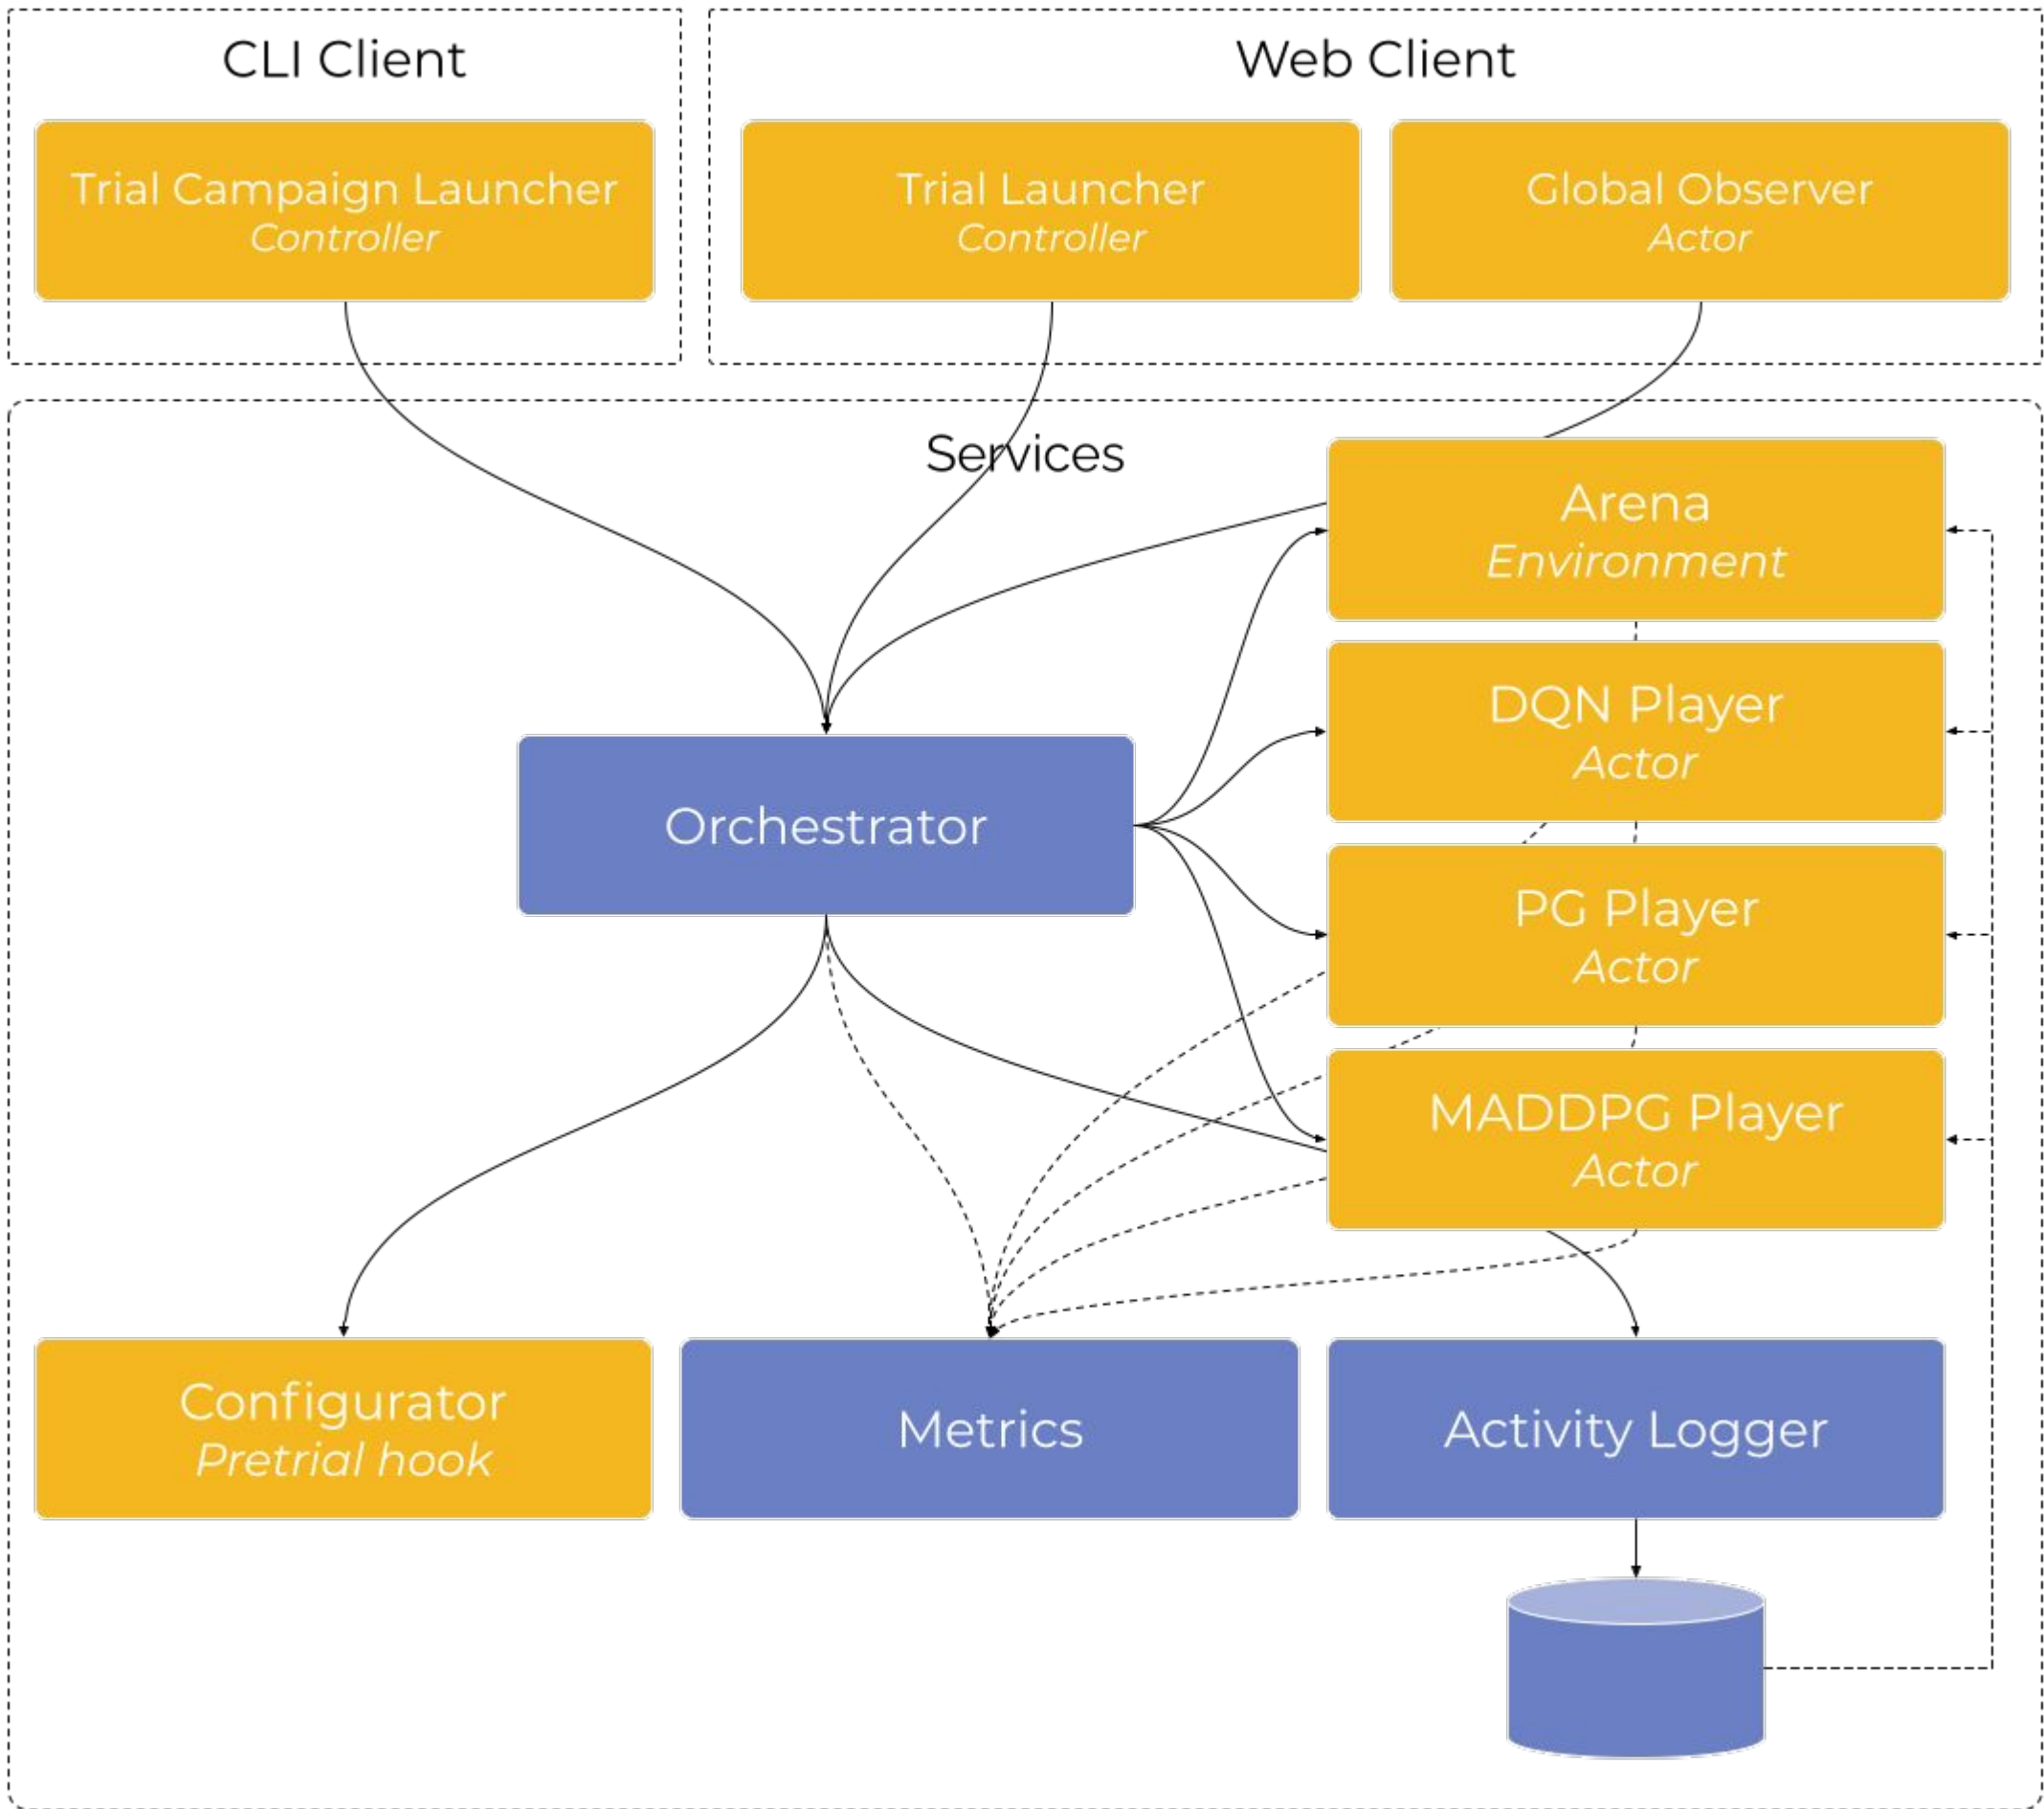 CLI Client
Web Client
Trial Campaign Launcher
Controller
Trial Launcher
Controller
Global Observer
Actor
Services
Arena
Environment
DQN Player
Actor
Orchestrator
PG Player
Actor
MADDPG Player
Actor
Configurator
Pretrial hook
Metrics
Activity Logger